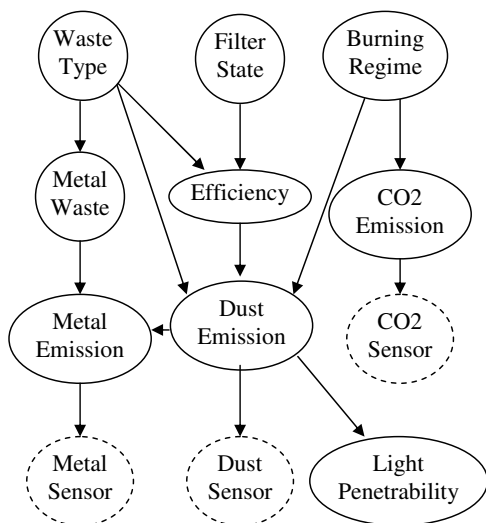 Waste
Type
Filter
State
Burning
Regime
Metal
Waste
Efficiency
CO2
Emission
Metal
Emission
Dust
Emission
CO2
Sensor
Metal
Sensor
Dust
Sensor
Light
Penetrability